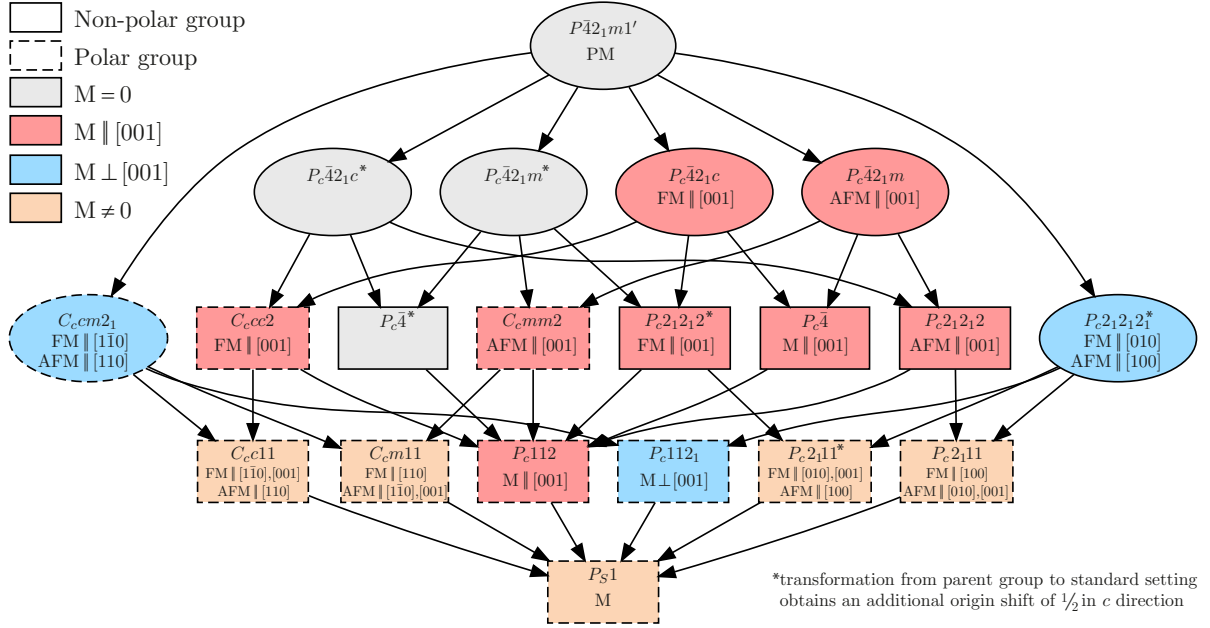 Non-polar group
Polar group
M = 0
M ∥ [001]
M ⊥ [001]
M ≠ 0
P4̄2₁m1′
PM
P_c4̄2₁c*
P_c4̄2₁m*
P_c4̄2₁c
FM ∥ [001]
P_c4̄2₁m
AFM ∥ [001]
C_ccm2₁
FM ∥ [11̄0]
AFM ∥ [110]
C_ccc2
FM ∥ [001]
P_c4̄*
C_cmm2
AFM ∥ [001]
P_c2₁2₁2*
FM ∥ [001]
P_c4̄
M ∥ [001]
P_c2₁2₁2
AFM ∥ [001]
P_c2₁2₁2₁*
FM ∥ [010]
AFM ∥ [100]
C_cc11
FM ∥ [11̄0],[001]
AFM ∥ [110]
C_cm11
FM ∥ [110]
AFM ∥ [11̄0],[001]
P_c112
M ∥ [001]
P_c112₁
M ⊥ [001]
P_c2₁11*
FM ∥ [010],[001]
AFM ∥ [100]
P_c2₁11
FM ∥ [100]
AFM ∥ [010],[001]
P_S1
M
*transformation from parent group to standard setting
obtains an additional origin shift of ½ in c direction